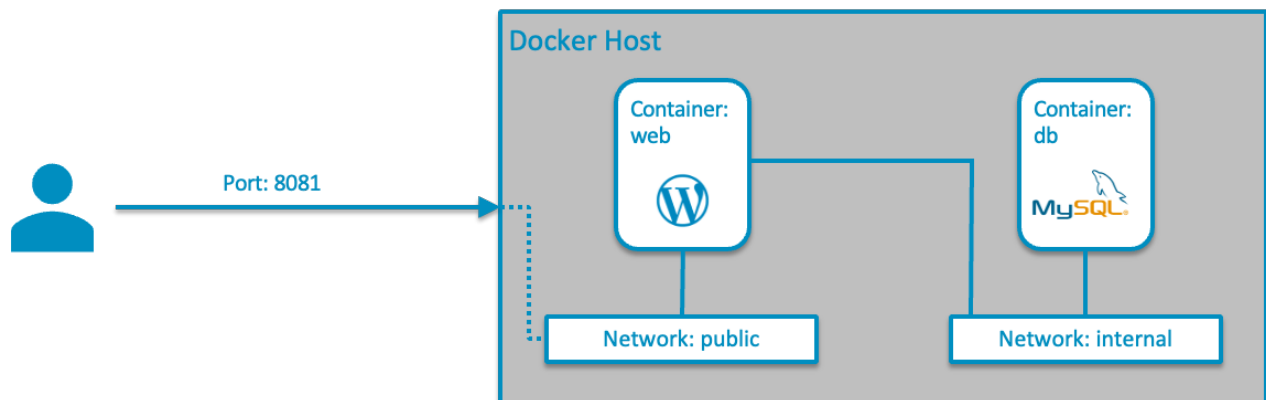 Docker Host
Container:
web
Container:
db
MySQL®
Port: 8081
Network: public
Network: internal